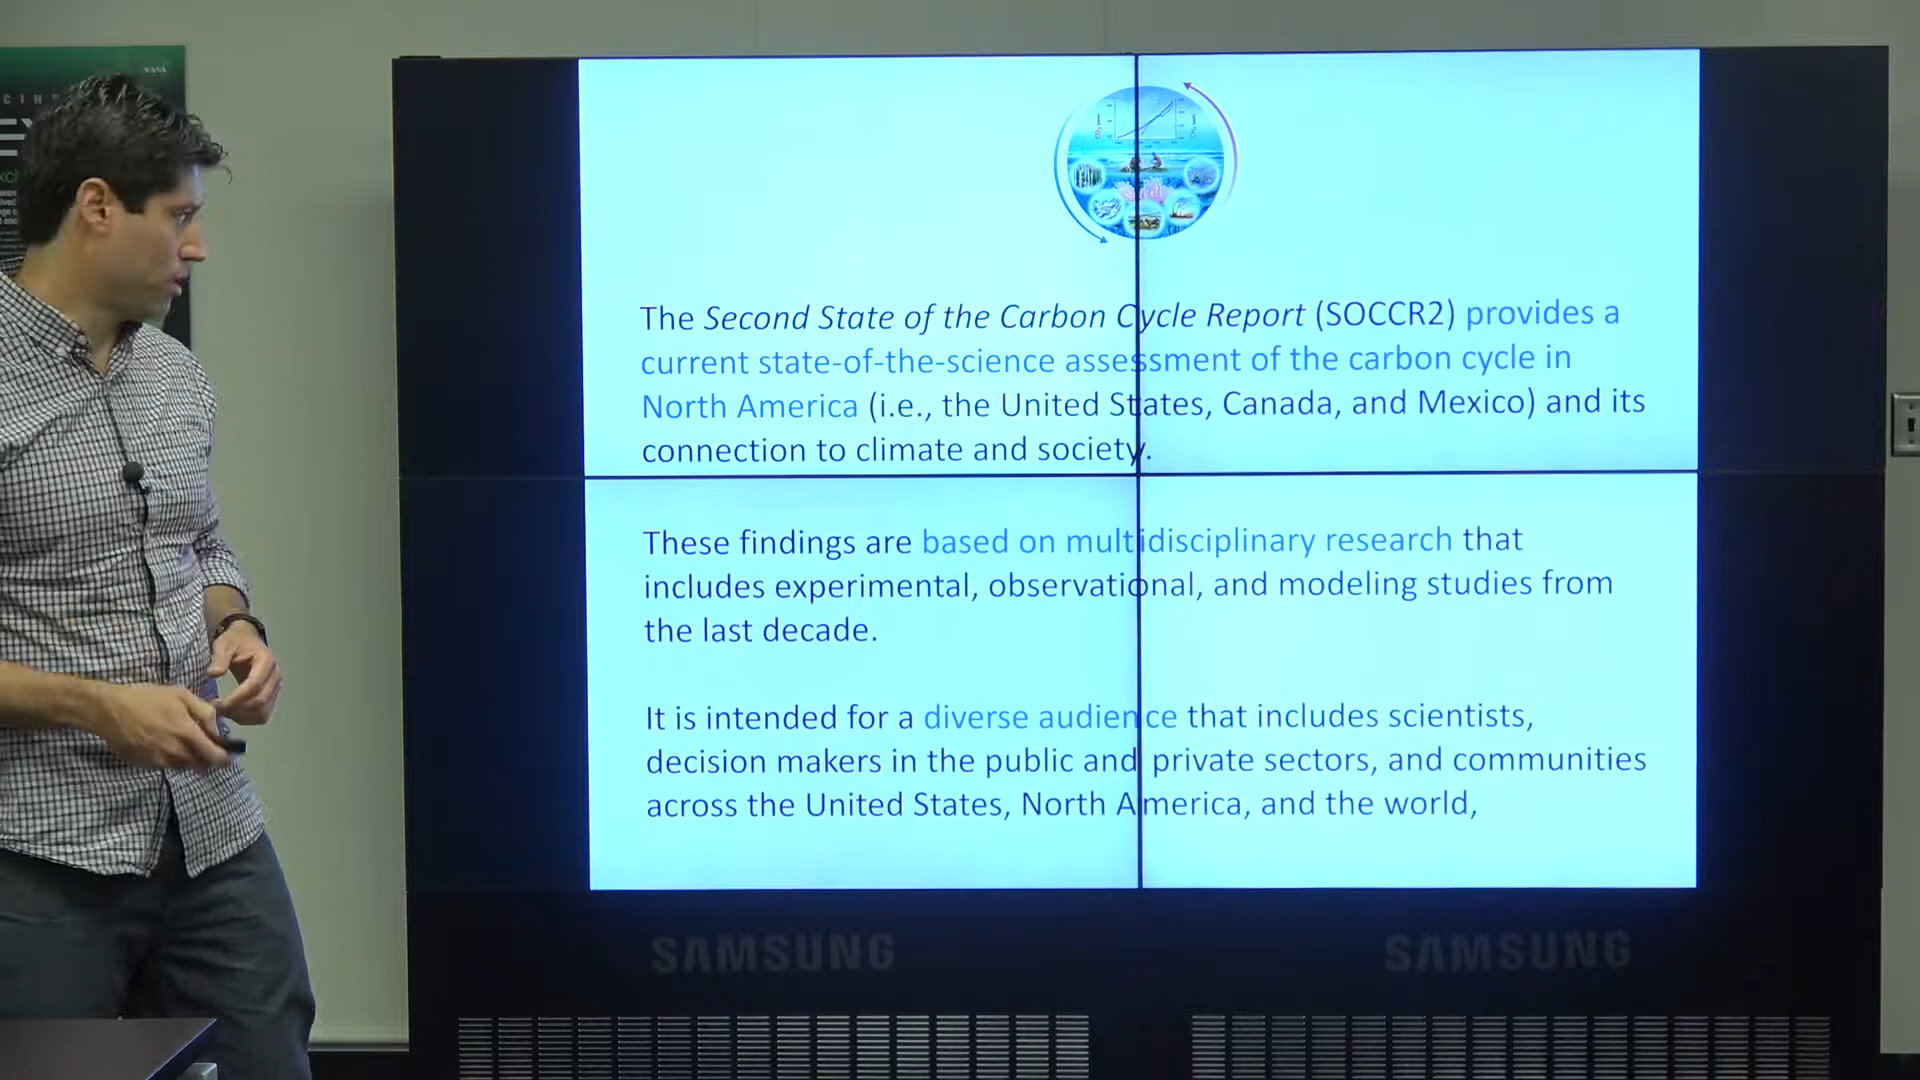 NASA
The Second State of the Carbon Cycle Report (SOCCR2) provides a
current state-of-the-science assessment of the carbon cycle in
North America (i.e., the United States, Canada, and Mexico) and its
connection to climate and society.
These findings are based on multidisciplinary research that
includes experimental, observational, and modeling studies from
the last decade.
It is intended for a diverse audience that includes scientists,
decision makers in the public and private sectors, and communities
across the United States, North America, and the world,
SAMSUNG SAMSUNG